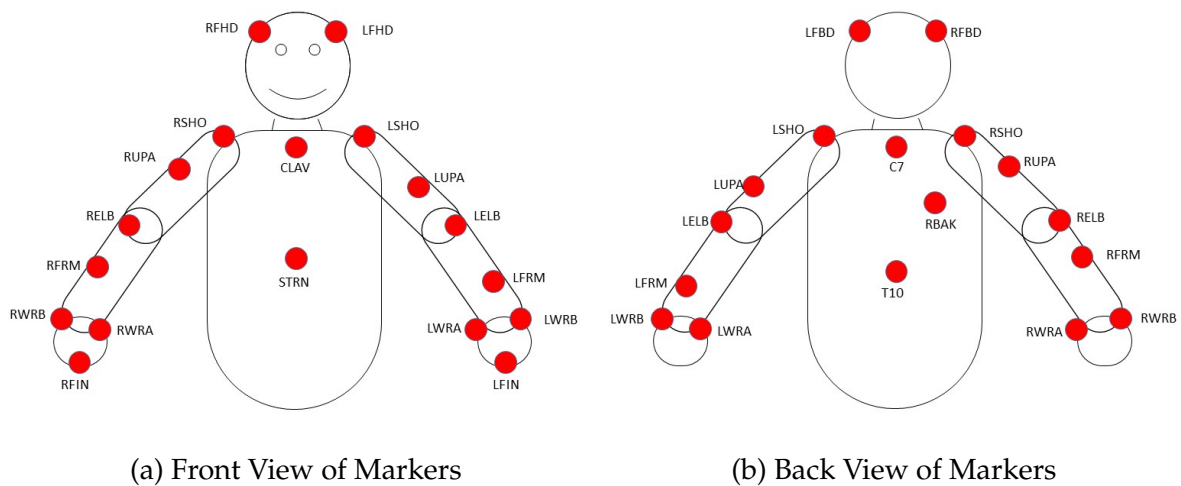 RFHD
LFHD
RSHO
LSHO
CLAV
RUPA
LUPA
RELB
LELB
RFRM
STRN
LFRM
RWRB
RWRA
LWRA
LWRB
RFIN
LFIN
(a) Front View of Markers
LFBD
RFBD
LSHO
RSHO
C7
RUPA
LUPA
RBAK
LELB
RELB
RFRM
LFRM
T10
LWRB
LWRA
RWRA
RWRB
(b) Back View of Markers